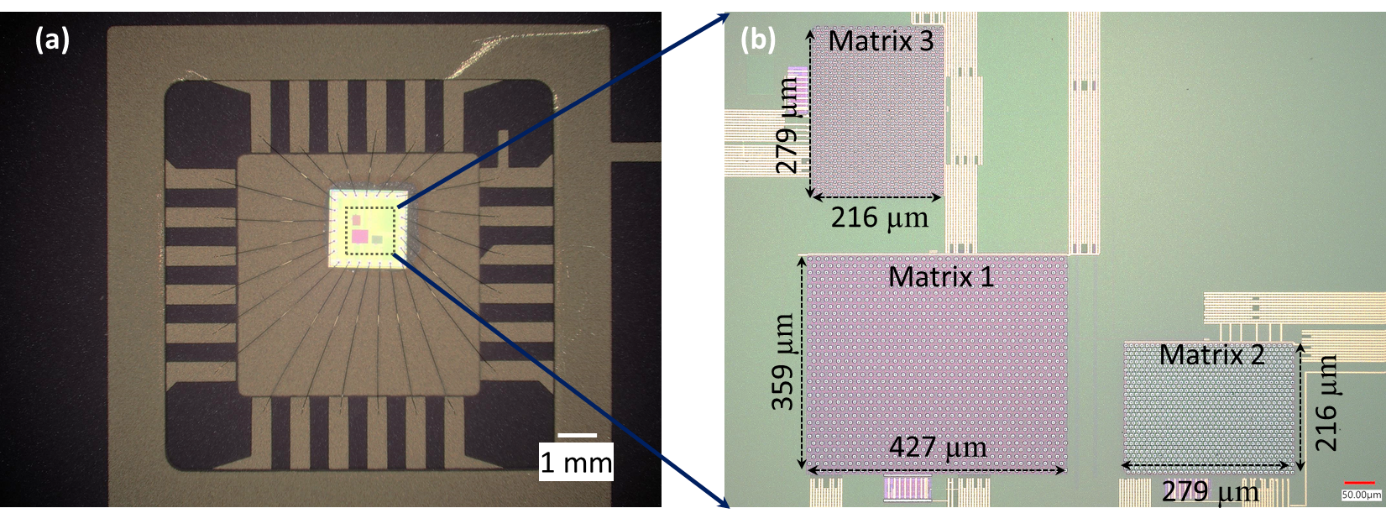 (a)
1 mm
(b)
Matrix 3
279 µm
216 µm
Matrix 1
359 µm
427 µm
Matrix 2
216 µm
279 µm
50.00µm